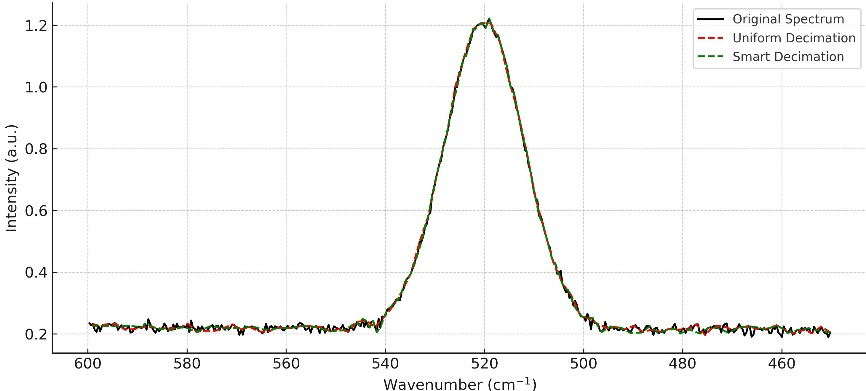 Original Spectrum
Uniform Decimation
Smart Decimation
1.2
1.0
0.8
0.6
0.4
0.2
Intensity (a.u.)
600 580 560 540 520 500 480 460
Wavenumber (cm⁻¹)